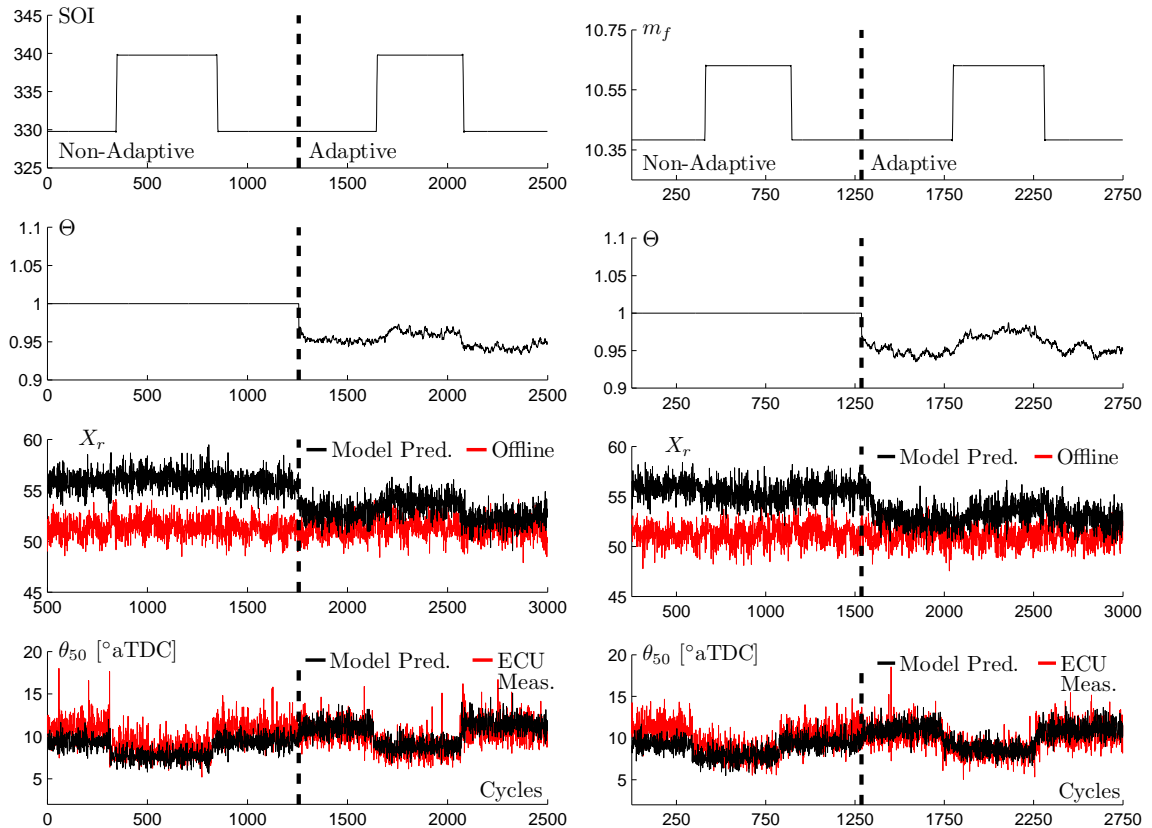 SOI
345
340
335
330
325
Non-Adaptive
Adaptive
0 500 1000 1500 2000 2500
Θ
1.1
1.05
1
0.95
0.9
0 500 1000 1500 2000 2500
X_r
Model Pred.
Offline
60
55
50
45
500 1000 1500 2000 2500 3000
θ_50 [°aTDC]
Model Pred.
ECU
Meas.
20
15
10
5
0 500 1000 1500 2000 2500
Cycles
m_f
10.75
10.55
10.35
Non-Adaptive
Adaptive
250 750 1250 1750 2250 2750
Θ
1.1
1.05
1
0.95
0.9
250 750 1250 1750 2250 2750
X_r
Model Pred.
Offline
60
55
50
45
500 1000 1500 2000 2500 3000
θ_50 [°aTDC]
Model Pred.
ECU
Meas.
20
15
10
5
250 750 1250 1750 2250 2750
Cycles